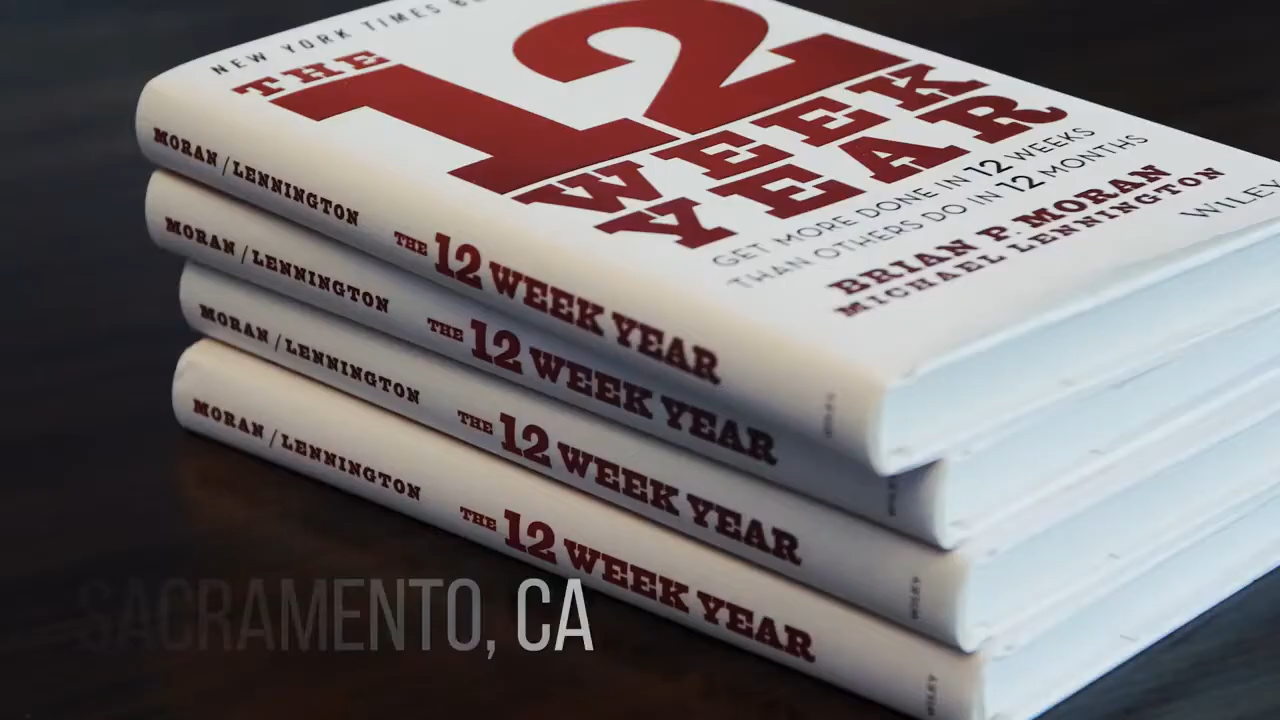 NEW YORK TIMES
THE
12
WEEK
YEAR
GET MORE DONE IN 12 WEEKS
THAN OTHERS DO IN 12 MONTHS
BRIAN P. MORAN
MICHAEL LENNINGTON
WILEY
MORAN / LENNINGTON THE 12 WEEK YEAR
MORAN / LENNINGTON THE 12 WEEK YEAR
MORAN / LENNINGTON THE 12 WEEK YEAR WILEY
MORAN / LENNINGTON THE 12 WEEK YEAR WILEY
SACRAMENTO, CA